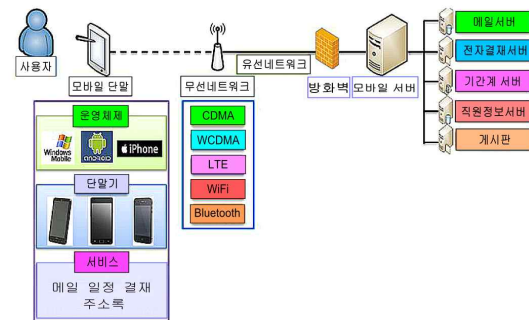 사용자
모바일 단말
무선네트워크
유선네트워크
방화벽
모바일 서버
메일서버
전자결재서버
기간계 서버
직원정보서버
게시판
운영체제
Windows
Mobile
ANDROID
iPhone
단말기
서비스
메일 일정 결재
주소록
CDMA
WCDMA
LTE
WiFi
Bluetooth